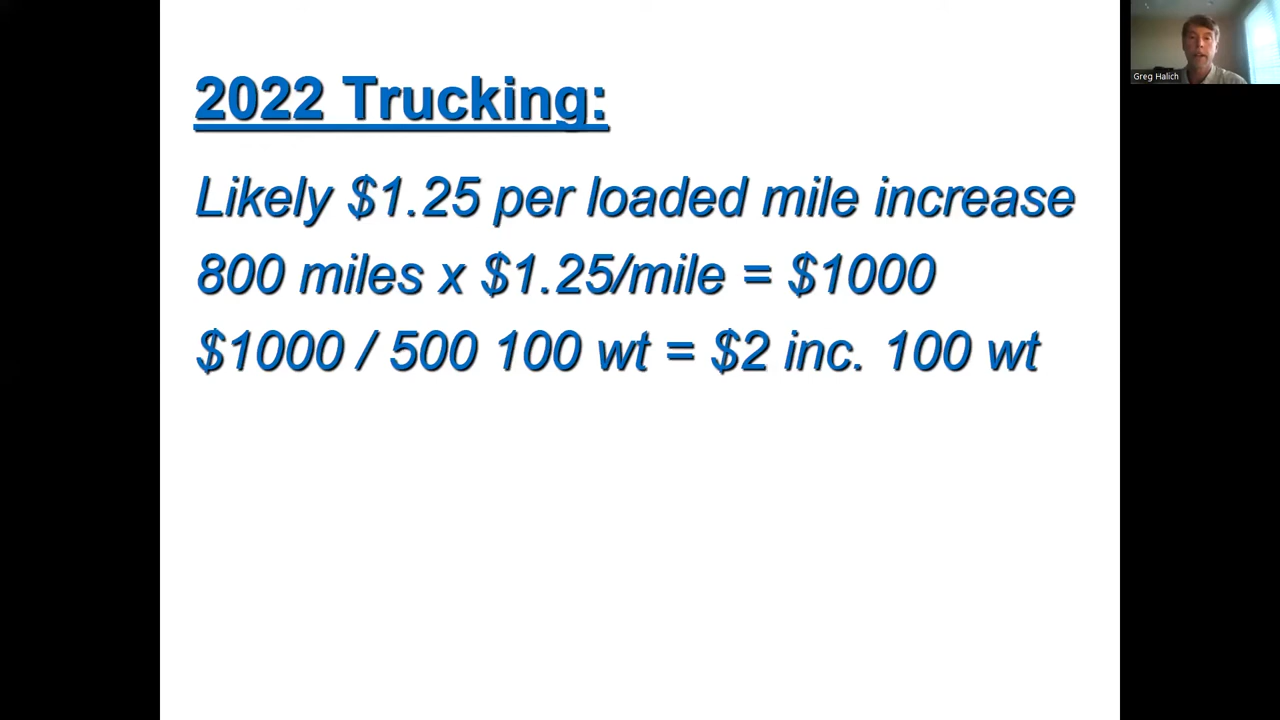 2022 Trucking:
Likely $1.25 per loaded mile increase
800 miles x $1.25/mile = $1000
$1000 / 500 100 wt = $2 inc. 100 wt
Greg Halich